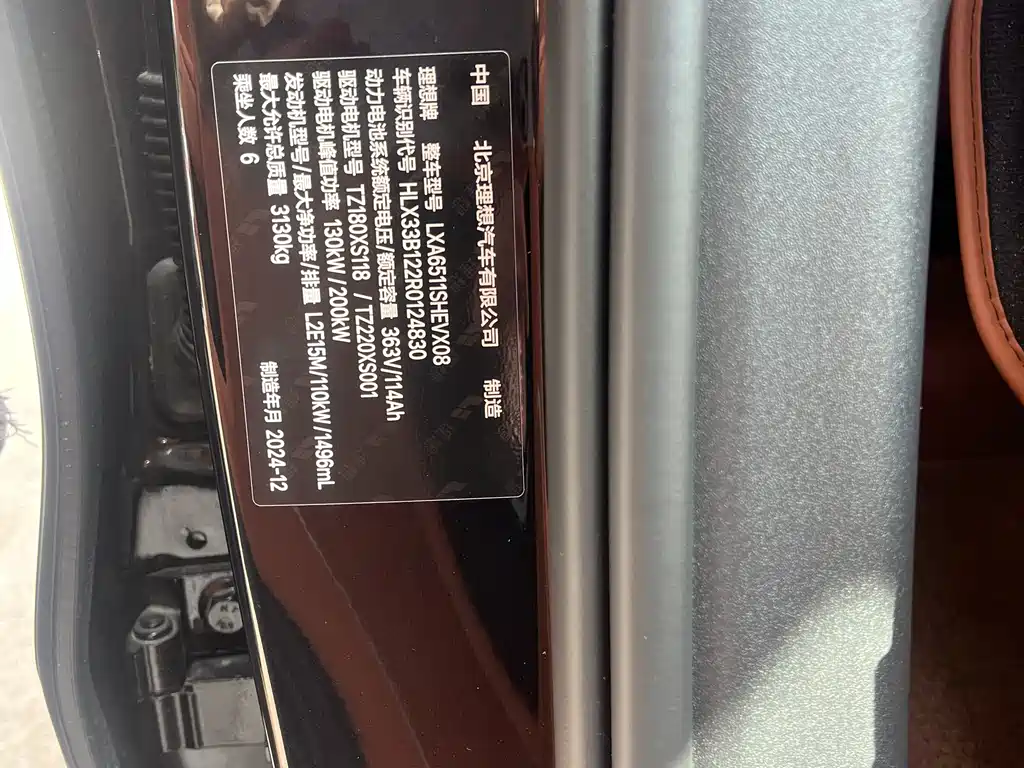 中国 北京理想汽车有限公司 制造
理想牌 整车型号 LXA6511SHEVX08
车辆识别代号 HLX33B122R0124830
动力电池系统额定电压/额定容量 363V/114Ah
驱动电机型号 TZ180XS118 /TZ220XS001
驱动电机峰值功率 130kW/200kW
发动机型号/最大净功率/排量 L2E15M/110kW/1496mL
最大允许总质量 3130kg
乘坐人数 6 制造年月 2024-12